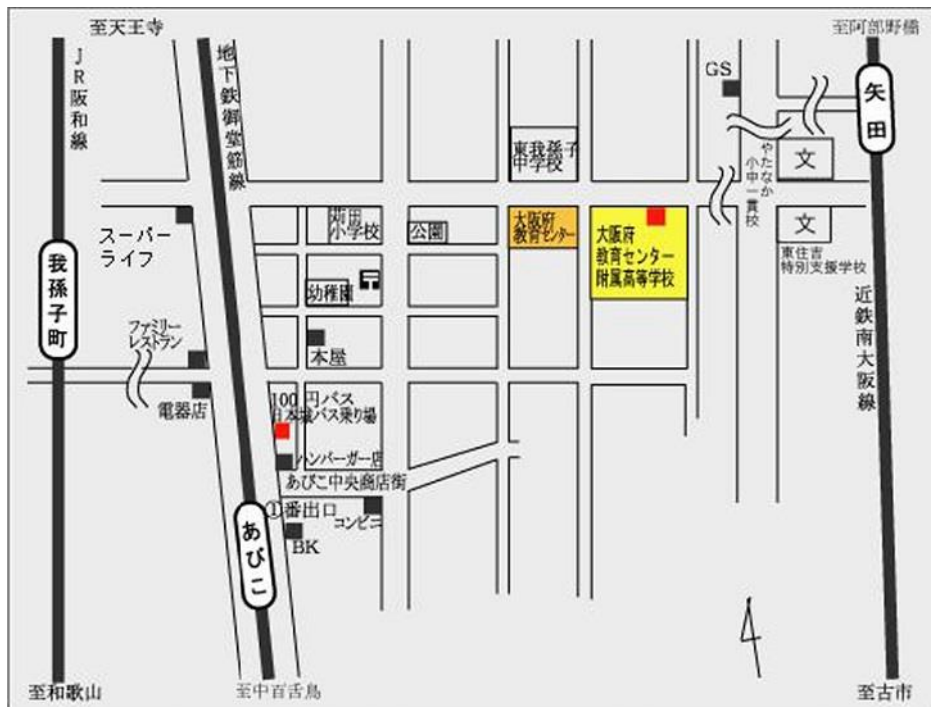 至天王寺
至阿部野橋
JR阪和線
地下鉄御堂筋線
GS
矢田
東我孫子
中学校
やたなか
小中一貫校
文
スーパー
ライフ
苅田
小学校
公園
大阪府
教育センター
大阪府
教育センター
附属高等学校
文
東住吉
特別支援学校
我孫子町
幼稚園
近鉄南大阪線
ファミリー
レストラン
本屋
電器店
100円バス
日本城バス乗り場
ハンバーガー店
あびこ中央商店街
①番出口
コンビニ
あびこ
BK
至和歌山
至中百舌鳥
至古市